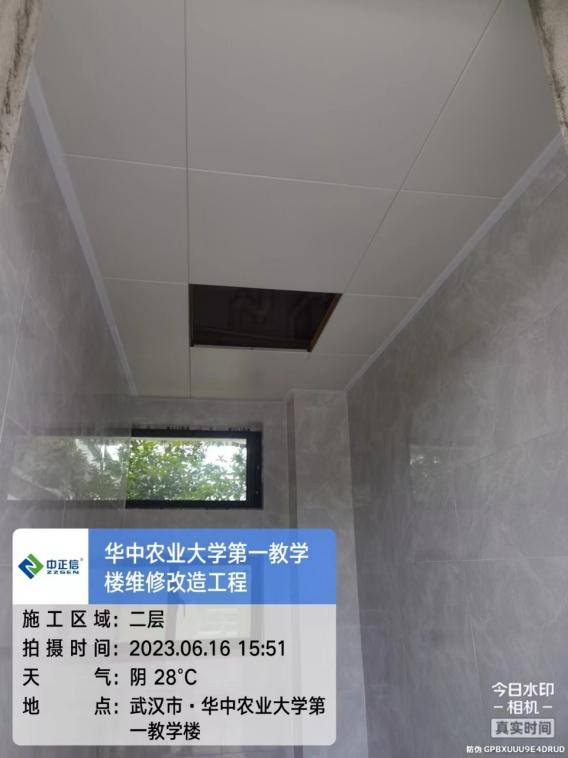 中正信®
ZZSEN
华中农业大学第一教学
楼维修改造工程
施工区域：二层
拍摄时间：2023.06.16 15:51
天气：阴 28°C
地点：武汉市·华中农业大学第
一教学楼
今日水印
相机
真实时间
防伪 GPBXUUU9E4DRUD